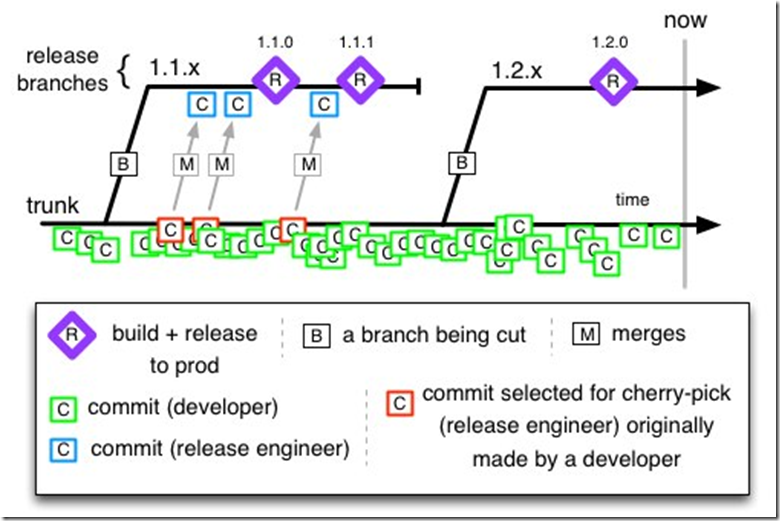 now
release
branches
{
1.1.x
1.1.0
R
1.1.1
R
1.2.x
1.2.0
R
C
C
C
B
M
M
M
B
trunk
time
C C C C C C C C C C C C C C C C C C C C C C C C C C C C C C C C C C C C C C C C
R build + release
to prod
B a branch being cut
M merges
C commit (developer)
C commit (release engineer)
C commit selected for cherry-pick
(release engineer) originally
made by a developer